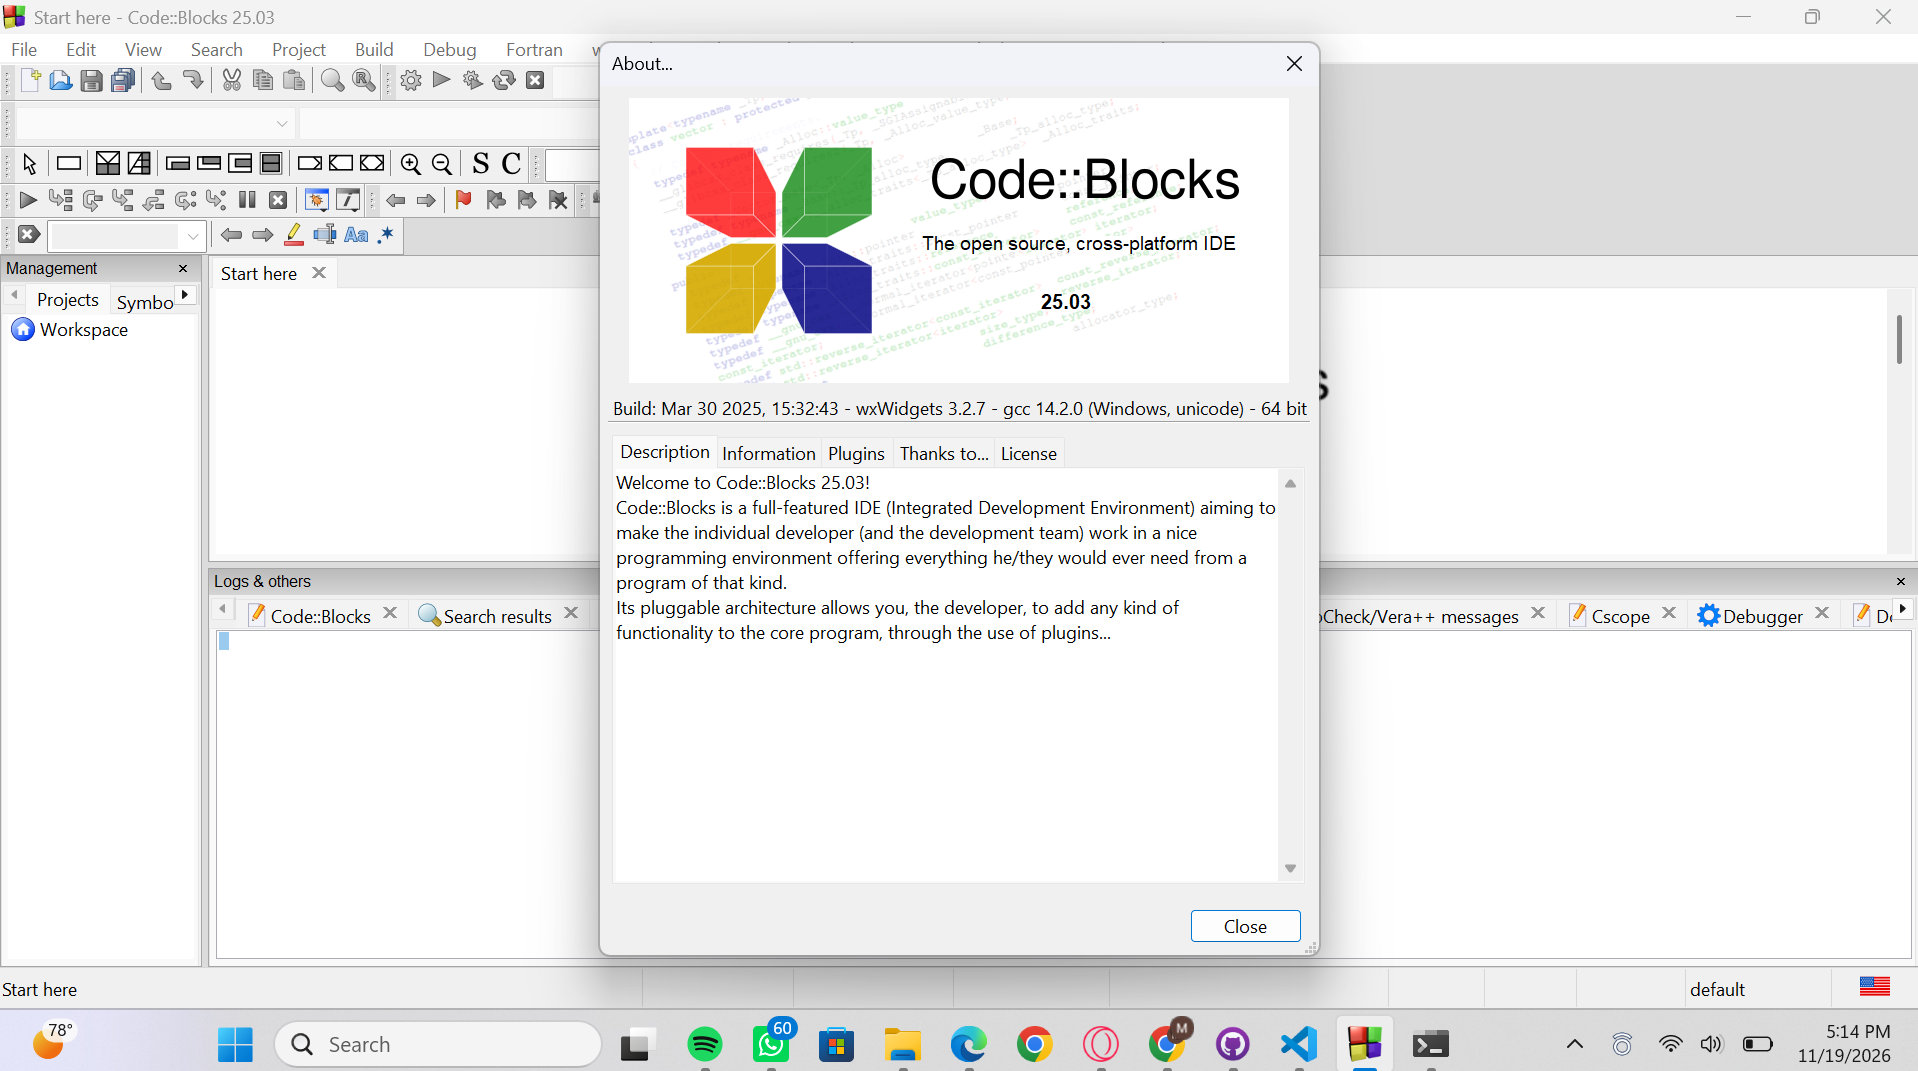 Start here - Code::Blocks 25.03
File Edit View Search Project Build Debug Fortran
About...
Code::Blocks
The open source, cross-platform IDE
25.03
S C
Aa
Management
Projects Symbo
Workspace
Start here
Build: Mar 30 2025, 15:32:43 - wxWidgets 3.2.7 - gcc 14.2.0 (Windows, unicode) - 64 bit
Description Information Plugins Thanks to... License
Welcome to Code::Blocks 25.03!
Code::Blocks is a full-featured IDE (Integrated Development Environment) aiming to
make the individual developer (and the development team) work in a nice
programming environment offering everything he/they would ever need from a
program of that kind.
Its pluggable architecture allows you, the developer, to add any kind of
functionality to the core program, through the use of plugins...
Close
Logs & others
Code::Blocks Search results
Check/Vera++ messages Cscope Debugger
Start here
default
78°
Search
60
M
5:14 PM
11/19/2026